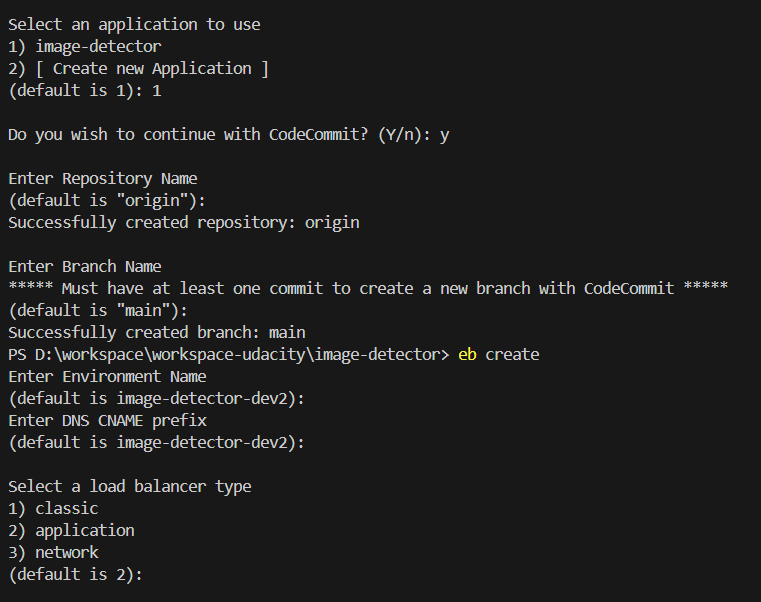 Select an application to use
1) image-detector
2) [ Create new Application ]
(default is 1): 1
Do you wish to continue with CodeCommit? (Y/n): y
Enter Repository Name
(default is "origin"):
Successfully created repository: origin
Enter Branch Name
***** Must have at least one commit to create a new branch with CodeCommit *****
(default is "main"):
Successfully created branch: main
PS D:\workspace\workspace-udacity\image-detector> eb create
Enter Environment Name
(default is image-detector-dev2):
Enter DNS CNAME prefix
(default is image-detector-dev2):
Select a load balancer type
1) classic
2) application
3) network
(default is 2):